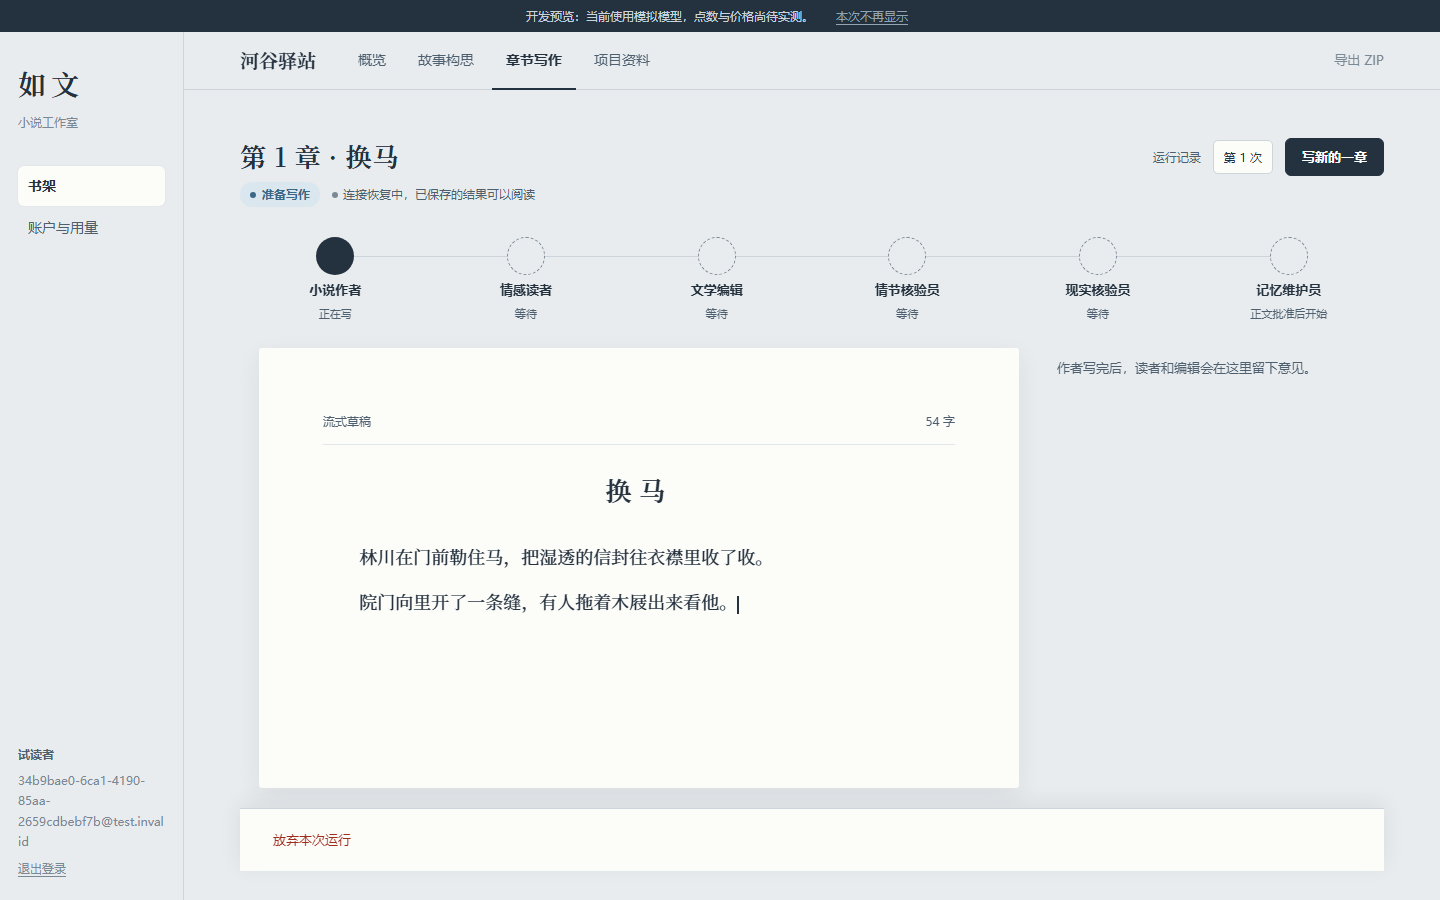 开发预览：当前使用模拟模型，点数与价格尚待实测。 本次不再显示
如文
小说工作室
书架
账户与用量
试读者
34b9bae0-6ca1-4190-
85aa-
2659cdbebf7b@test.inval
id
退出登录
河谷驿站 概览 故事构思 章节写作 项目资料 导出 ZIP
第 1 章 · 换马
运行记录 第 1 次 写新的一章
准备写作 连接恢复中，已保存的结果可以阅读
小说作者 情感读者 文学编辑 情节核验员 现实核验员 记忆维护员
正在写 等待 等待 等待 等待 正文批准后开始
流式草稿 54 字
换马
林川在门前勒住马，把湿透的信封往衣襟里收了收。
院门向里开了一条缝，有人拖着木屐出来看他。
作者写完后，读者和编辑会在这里留下意见。
放弃本次运行